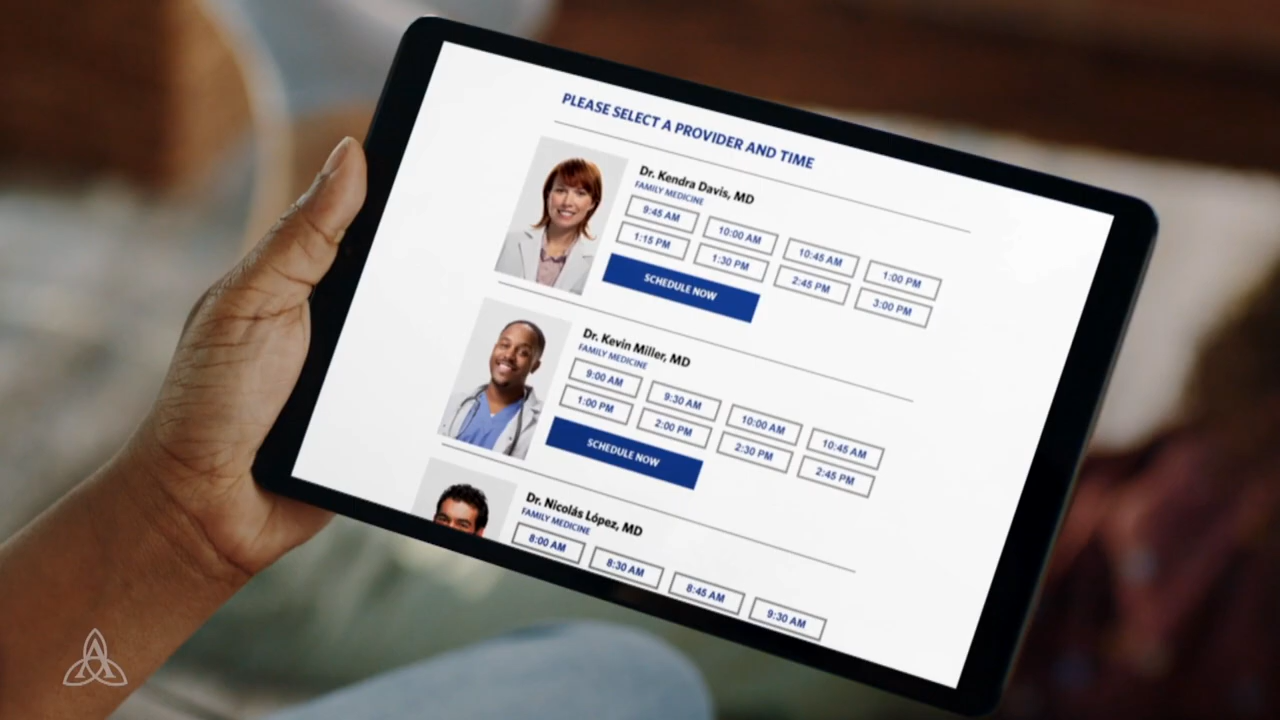 PLEASE SELECT A PROVIDER AND TIME
Dr. Kendra Davis, MD
FAMILY MEDICINE
9:45 AM 10:00 AM 10:45 AM 1:00 PM
1:15 PM 1:30 PM 2:45 PM 3:00 PM
SCHEDULE NOW
Dr. Kevin Miller, MD
FAMILY MEDICINE
9:00 AM 9:30 AM 10:00 AM 10:45 AM
1:00 PM 2:00 PM 2:30 PM 2:45 PM
SCHEDULE NOW
Dr. Nicolás López, MD
FAMILY MEDICINE
8:00 AM 8:30 AM 8:45 AM 9:30 AM